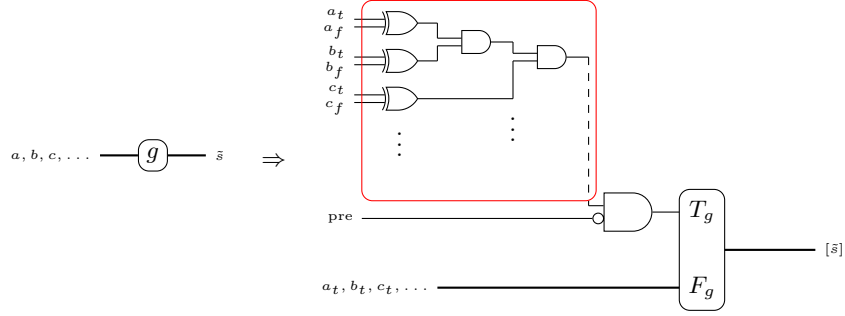 a_t
a_f
b_t
b_f
c_t
c_f
⋮ ⋮
a, b, c, . . . g s̃ ⇒
pre
T_g
[s̃]
a_t, b_t, c_t, . . . F_g